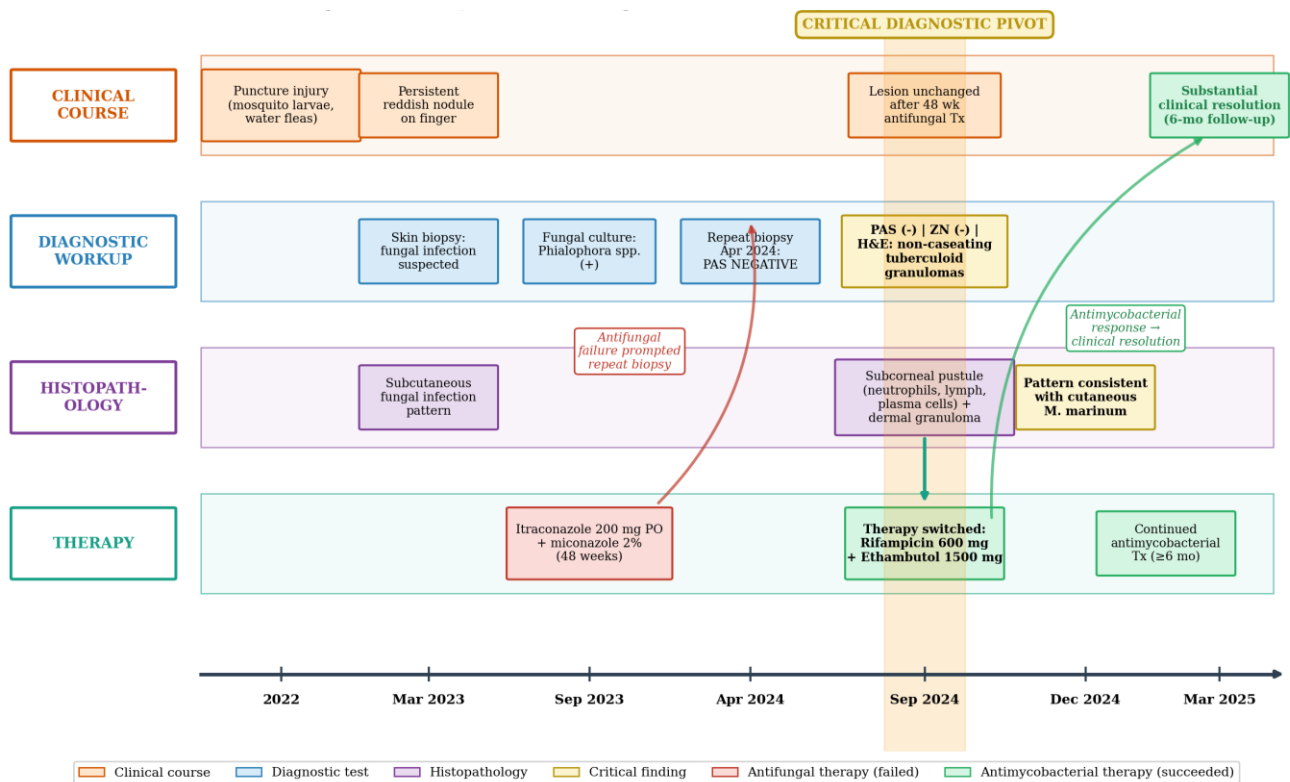 CRITICAL DIAGNOSTIC PIVOT
CLINICAL
COURSE
Puncture injury
(mosquito larvae,
water fleas)
Persistent
reddish nodule
on finger
Lesion unchanged
after 48 wk
antifungal Tx
Substantial
clinical resolution
(6-mo follow-up)
DIAGNOSTIC
WORKUP
Skin biopsy:
fungal infection
suspected
Fungal culture:
Phialophora spp.
(+)
Repeat biopsy
Apr 2024:
PAS NEGATIVE
PAS (-) | ZN (-) |
H&E: non-caseating
tuberculoid
granulomas
Antifungal
failure prompted
repeat biopsy
Antimycobacterial
response →
clinical resolution
HISTOPATH-
OLOGY
Subcutaneous
fungal infection
pattern
Subcorneal pustule
(neutrophils, lymph,
plasma cells) +
dermal granuloma
Pattern consistent
with cutaneous
M. marinum
THERAPY
Itraconazole 200 mg PO
+ miconazole 2%
(48 weeks)
Therapy switched:
Rifampicin 600 mg
+ Ethambutol 1500 mg
Continued
antimycobacterial
Tx (≥6 mo)
2022
Mar 2023
Sep 2023
Apr 2024
Sep 2024
Dec 2024
Mar 2025
Clinical course
Diagnostic test
Histopathology
Critical finding
Antifungal therapy (failed)
Antimycobacterial therapy (succeeded)